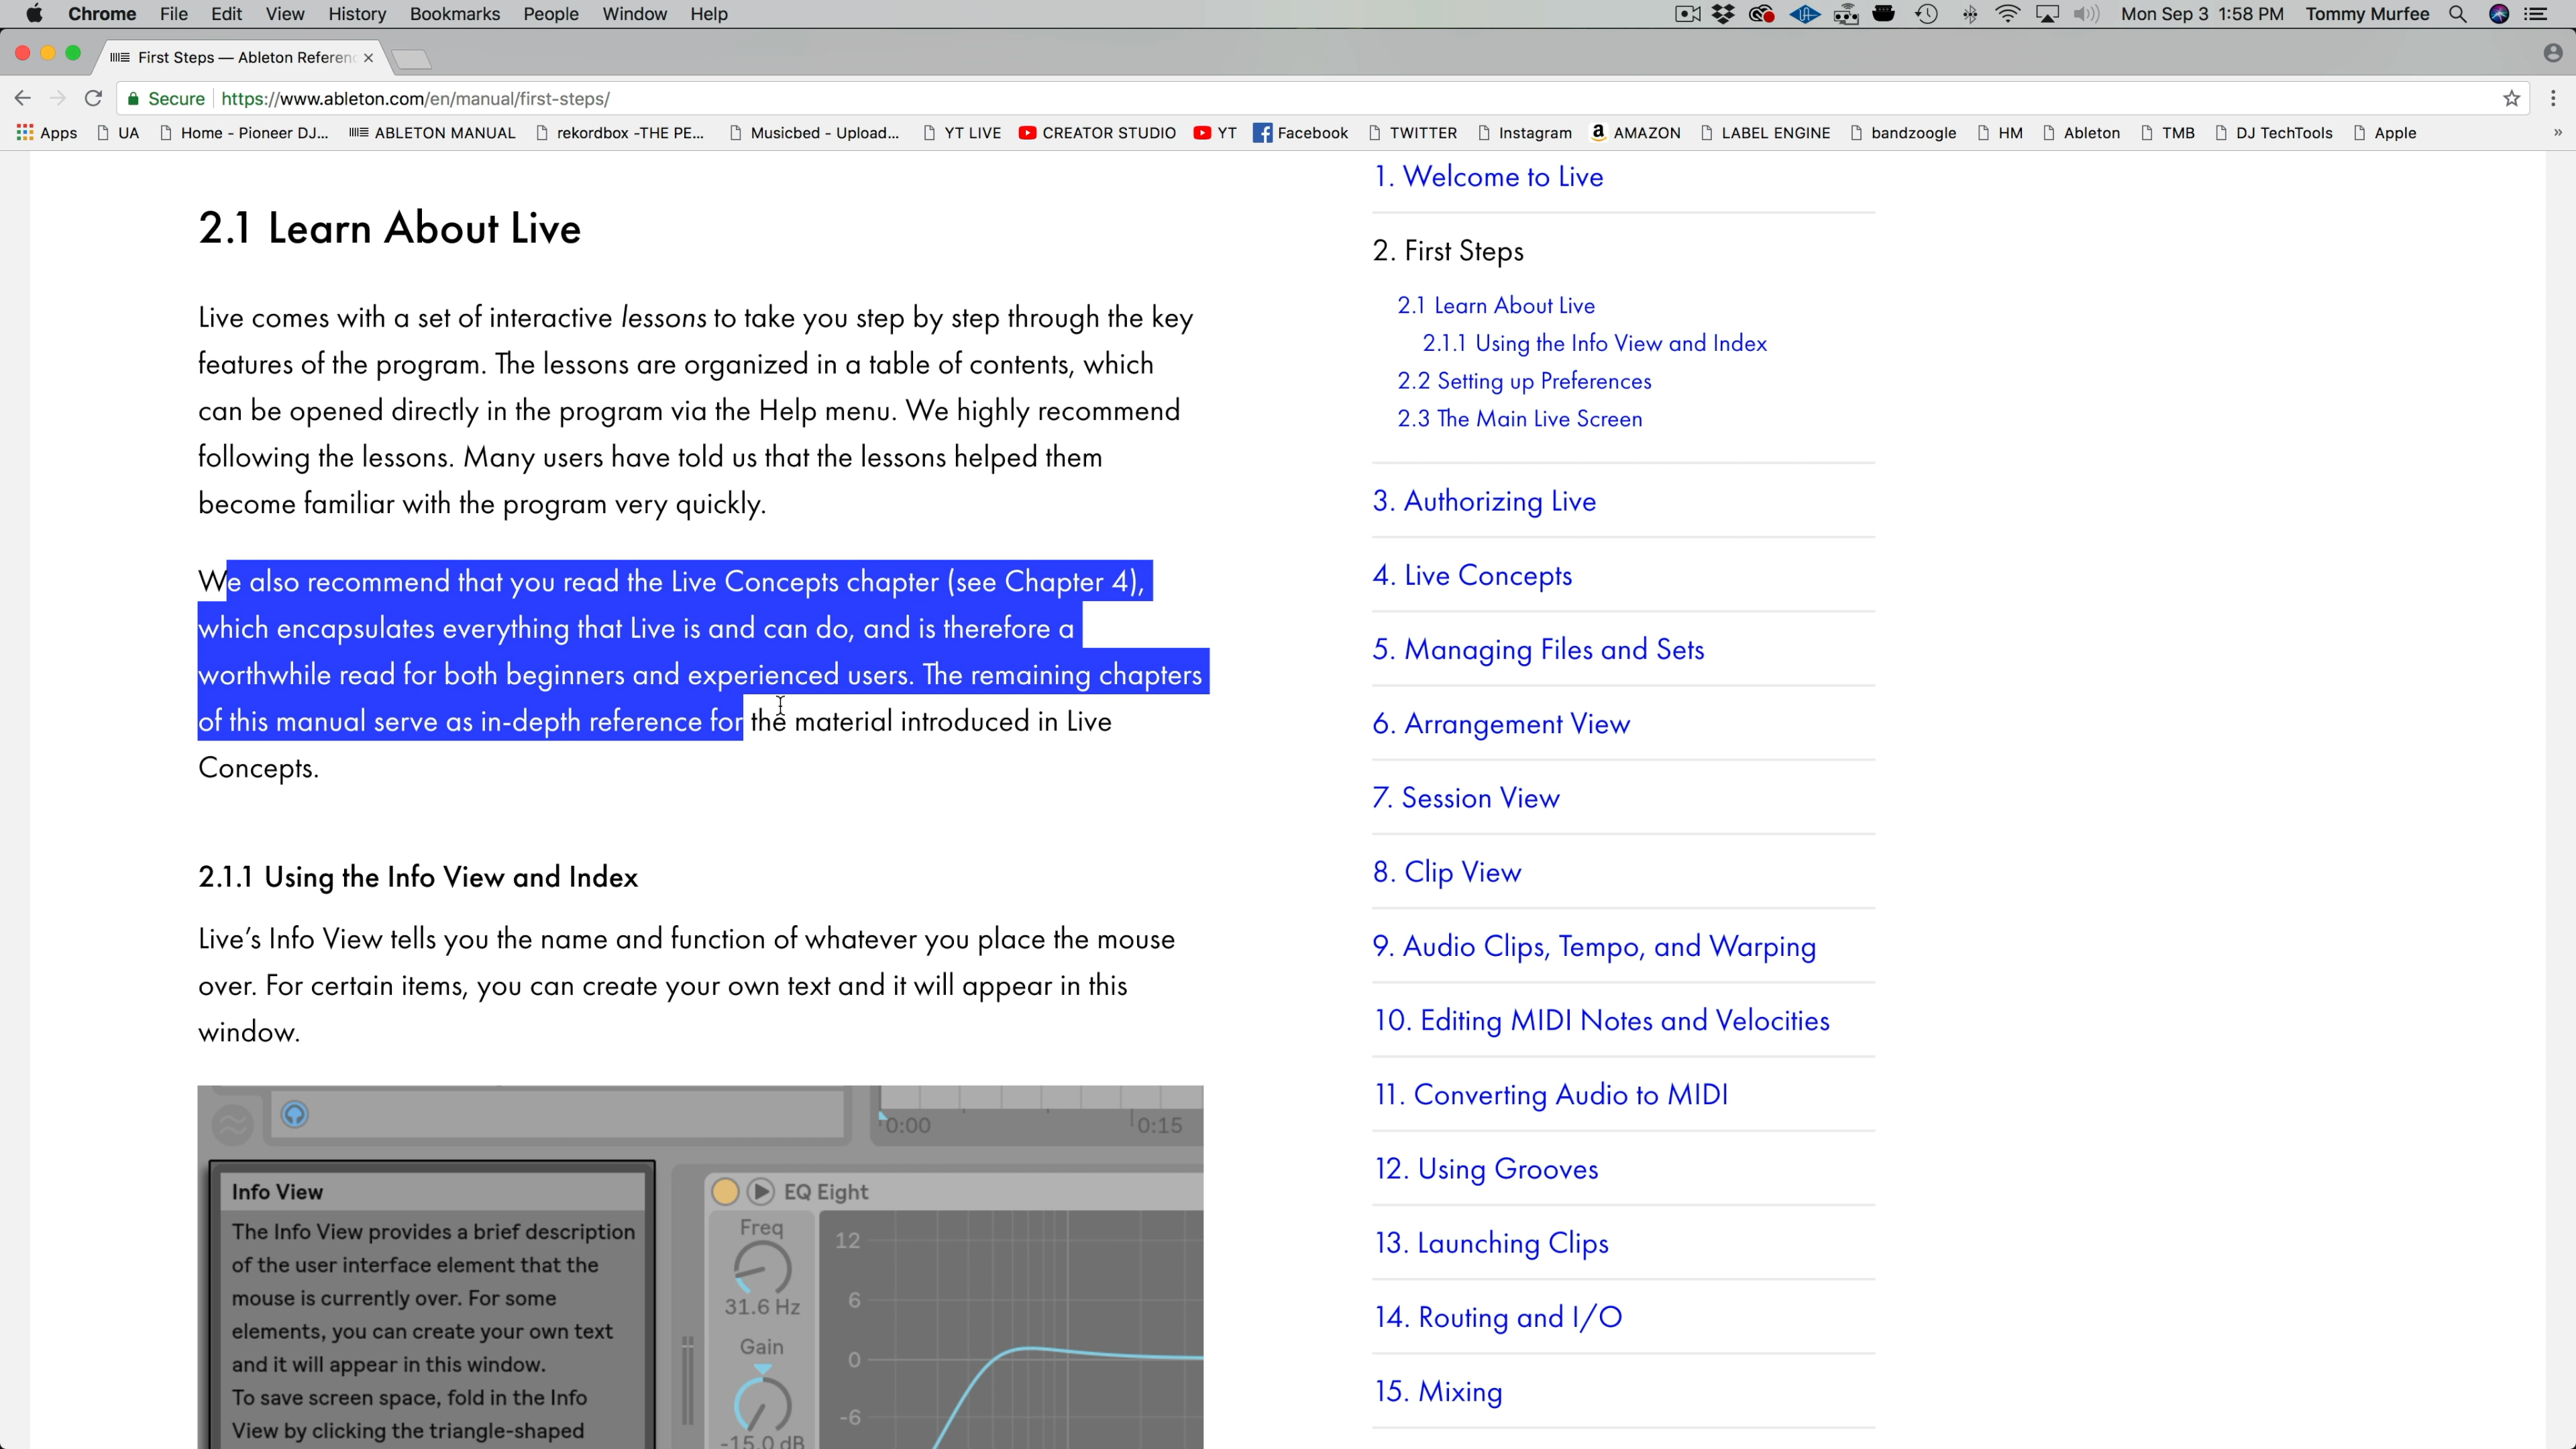 Chrome File Edit View History Bookmarks People Window Help Mon Sep 3 1:58 PM Tommy Murfee
First Steps — Ableton Referenc
Secure https://www.ableton.com/en/manual/first-steps/
Apps UA Home - Pioneer DJ... ABLETON MANUAL rekordbox -THE PE... Musicbed - Upload... YT LIVE CREATOR STUDIO YT Facebook TWITTER Instagram AMAZON LABEL ENGINE bandzoogle HM Ableton TMB DJ TechTools Apple »
2.1 Learn About Live
Live comes with a set of interactive lessons to take you step by step through the key
features of the program. The lessons are organized in a table of contents, which
can be opened directly in the program via the Help menu. We highly recommend
following the lessons. Many users have told us that the lessons helped them
become familiar with the program very quickly.
We also recommend that you read the Live Concepts chapter (see Chapter 4),
which encapsulates everything that Live is and can do, and is therefore a
worthwhile read for both beginners and experienced users. The remaining chapters
of this manual serve as in-depth reference for the material introduced in Live
Concepts.
2.1.1 Using the Info View and Index
Live’s Info View tells you the name and function of whatever you place the mouse
over. For certain items, you can create your own text and it will appear in this
window.
0:00 0:15
Info View
The Info View provides a brief description
of the user interface element that the
mouse is currently over. For some
elements, you can create your own text
and it will appear in this window.
To save screen space, fold in the Info
View by clicking the triangle-shaped
EQ Eight
Freq
31.6 Hz
Gain
-15.0 dB
12
6
0
-6
1. Welcome to Live
2. First Steps
2.1 Learn About Live
2.1.1 Using the Info View and Index
2.2 Setting up Preferences
2.3 The Main Live Screen
3. Authorizing Live
4. Live Concepts
5. Managing Files and Sets
6. Arrangement View
7. Session View
8. Clip View
9. Audio Clips, Tempo, and Warping
10. Editing MIDI Notes and Velocities
11. Converting Audio to MIDI
12. Using Grooves
13. Launching Clips
14. Routing and I/O
15. Mixing